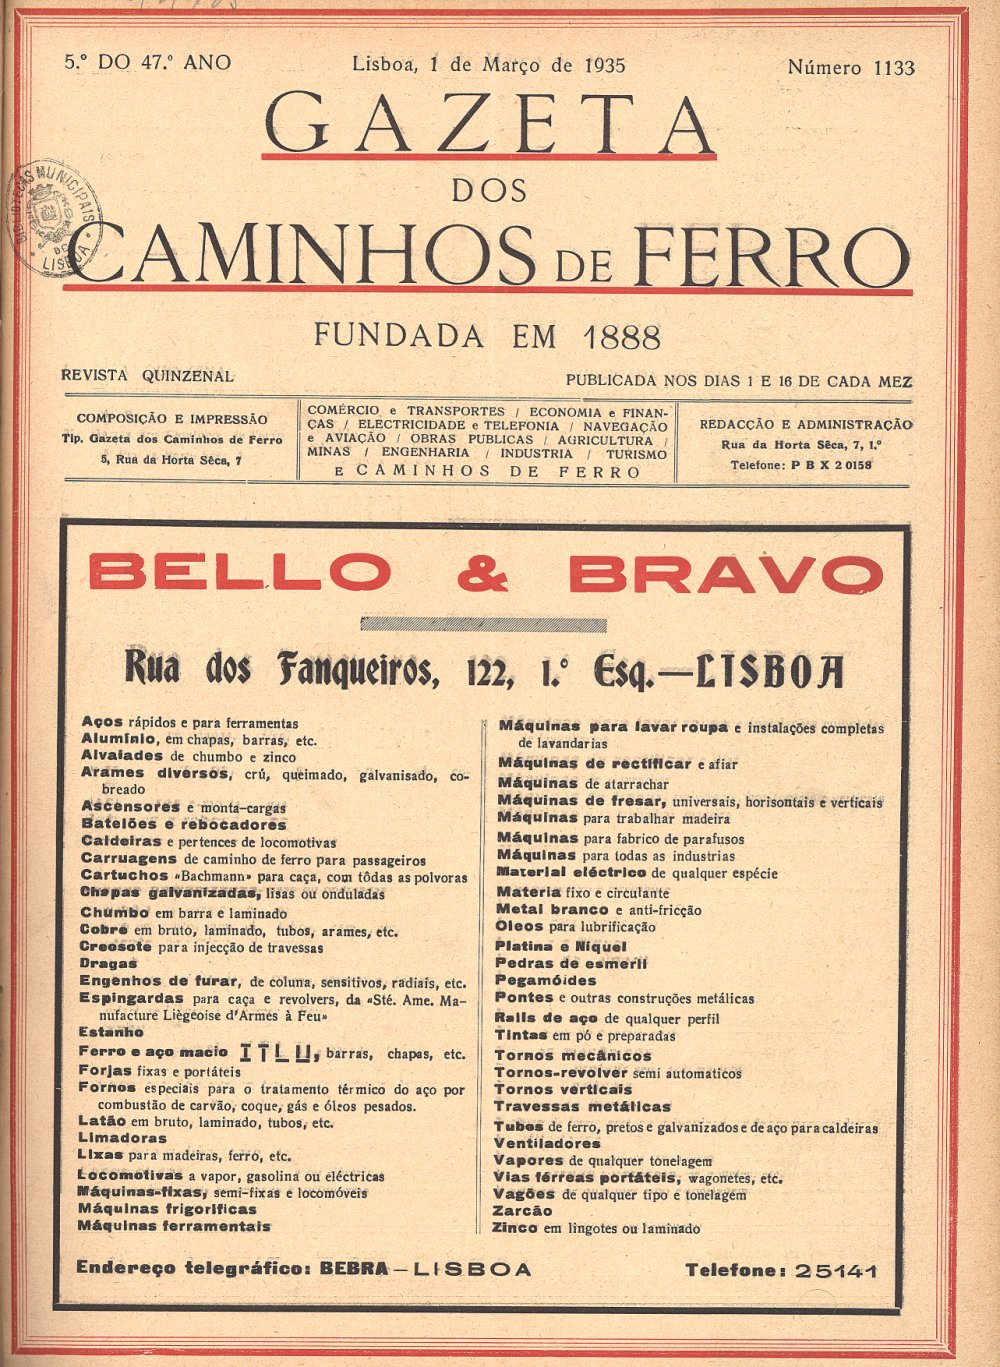 5.º DO 47.º ANO
Lisboa, 1 de Março de 1935
Número 1133
GAZETA
DOS
CAMINHOS DE FERRO
BIBLIOTECAS MUNICIPAIS
DE
LISBOA
FUNDADA EM 1888
REVISTA QUINZENAL
PUBLICADA NOS DIAS 1 E 16 DE CADA MEZ
COMPOSIÇÃO E IMPRESSÃO
Tip. Gazeta dos Caminhos de Ferro
5, Rua da Horta Sêca, 7
COMÉRCIO e TRANSPORTES / ECONOMIA e FINAN-
ÇAS / ELECTRICIDADE e TELEFONIA / NAVEGAÇÃO
e AVIAÇÃO / OBRAS PUBLICAS / AGRICULTURA /
MINAS / ENGENHARIA / INDUSTRIA / TURISMO
E CAMINHOS DE FERRO
REDACÇÃO E ADMINISTRAÇÃO
Rua da Horta Sêca, 7, 1.º
Telefone: P B X 2 0158
BELLO & BRAVO
Rua dos Fanqueiros, 122, 1.º Esq.—LISBOA
Aços rápidos e para ferramentas
Alumínio, em chapas, barras, etc.
Alvaiades de chumbo e zinco
Arames diversos, crú, queimado, galvanisado, co-
breado
Ascensores e monta-cargas
Batelões e rebocadores
Caldeiras e pertences de locomotivas
Carruagens de caminho de ferro para passageiros
Cartuchos «Bachmann» para caça, com tôdas as polvoras
Chapas galvanizadas, lisas ou onduladas
Chumbo em barra e laminado
Cobre em bruto, laminado, tubos, arames, etc.
Creosote para injecção de travessas
Dragas
Engenhos de furar, de coluna, sensitivos, radiais, etc.
Espingardas para caça e revolvers, da «Sté. Ame. Ma-
nufacture Liègeoise d'Armes à Feu»
Estanho
Ferro e aço macio I T L U, barras, chapas, etc.
Forjas fixas e portáteis
Fornos especiais para o tratamento térmico do aço por
combustão de carvão, coque, gás e óleos pesados.
Latão em bruto, laminado, tubos, etc.
Limadoras
Lixas para madeiras, ferro, etc.
Locomotivas a vapor, gasolina ou eléctricas
Máquinas-fixas, semi-fixas e locomóveis
Máquinas frigorificas
Máquinas ferramentais
Máquinas para lavar roupa e instalações completas
de lavandarias
Máquinas de rectificar e afiar
Máquinas de atarrachar
Máquinas de fresar, universais, horisontais e verticais
Máquinas para trabalhar madeira
Máquinas para fabrico de parafusos
Máquinas para todas as industrias
Material eléctrico de qualquer espécie
Materia fixo e circulante
Metal branco e anti-fricção
Óleos para lubrificação
Platina e Niquel
Pedras de esmeril
Pegamóides
Pontes e outras construções metálicas
Rails de aço de qualquer perfil
Tintas em pó e preparadas
Tornos mecânicos
Tornos-revolver semi automaticos
Tornos verticais
Travessas metálicas
Tubos de ferro, pretos e galvanizados e de aço para caldeiras
Ventiladores
Vapores de qualquer tonelagem
Vias férreas portáteis, wagonetes, etc.
Vagões de qualquer tipo e tonelagem
Zarcão
Zinco em lingotes ou laminado
Endereço telegráfico: BEBRA—LISBOA
Telefone: 25141